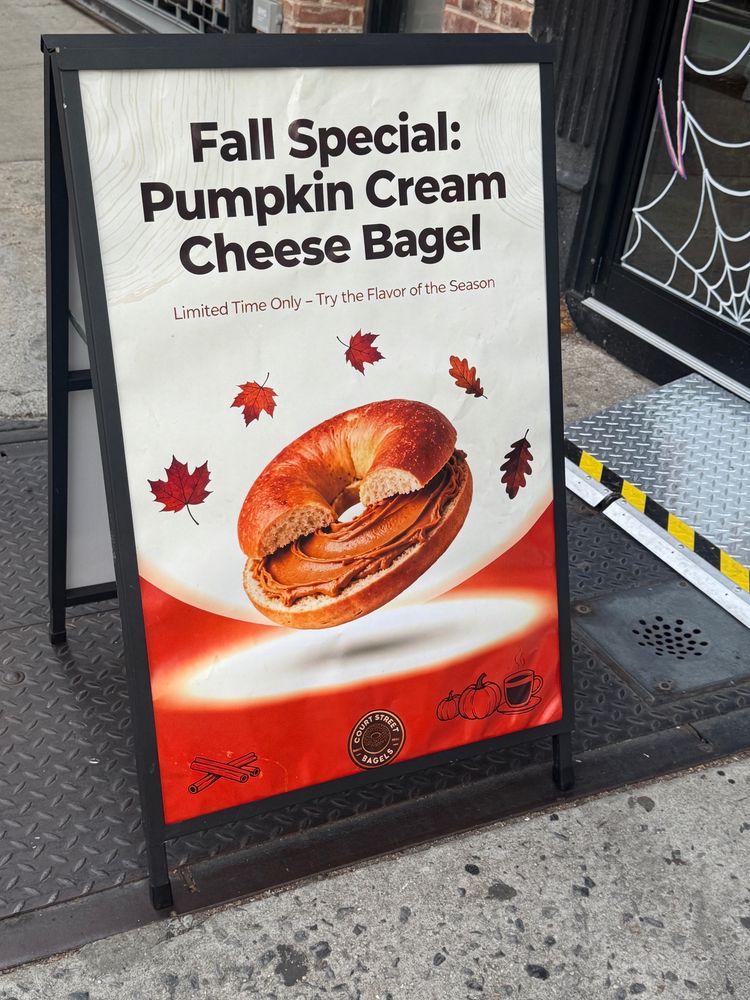 Fall Special:
Pumpkin Cream
Cheese Bagel
Limited Time Only – Try the Flavor of the Season
COURT STREET
BAGELS